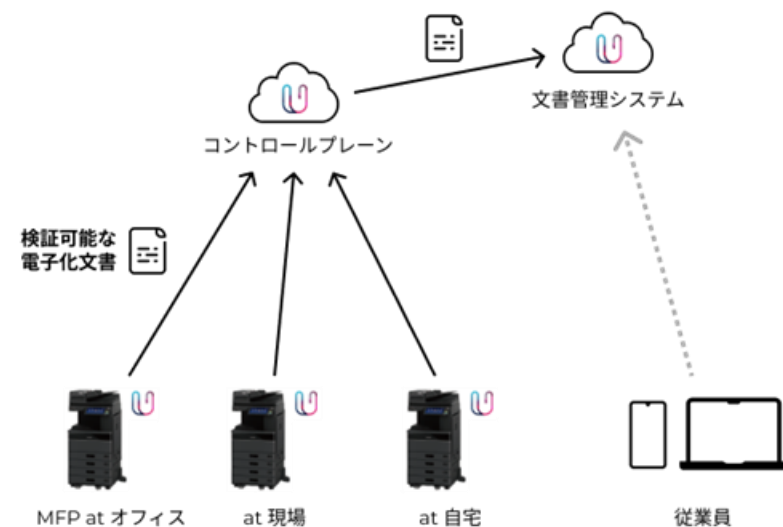 文書管理システム
コントロールプレーン
検証可能な
電子化文書
MFP at オフィス
at 現場
at 自宅
従業員